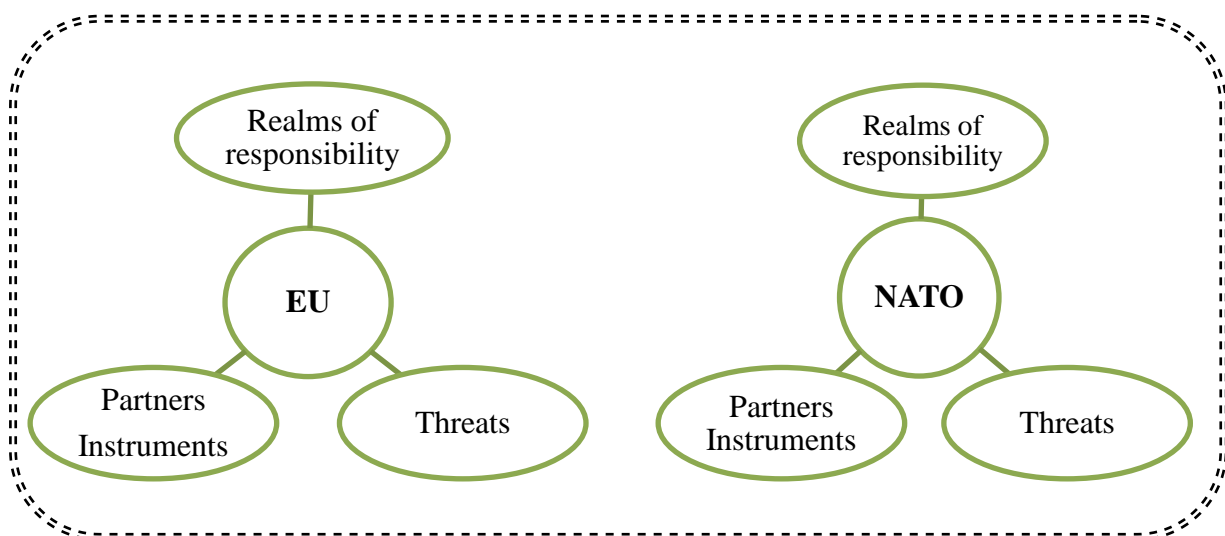 Realms of
responsibility
EU
Partners
Instruments
Threats
Realms of
responsibility
NATO
Partners
Instruments
Threats